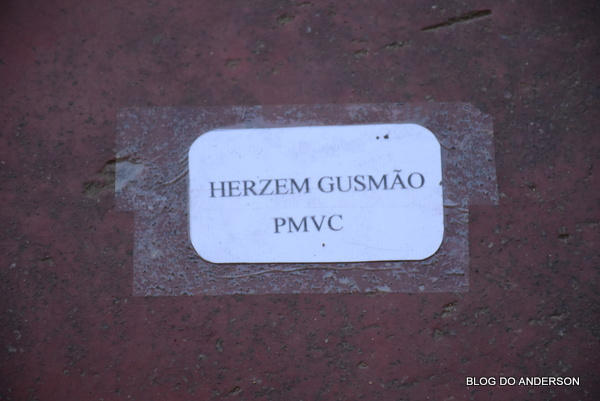 HERZEM GUSMÃO
PMVC
BLOG DO ANDERSON